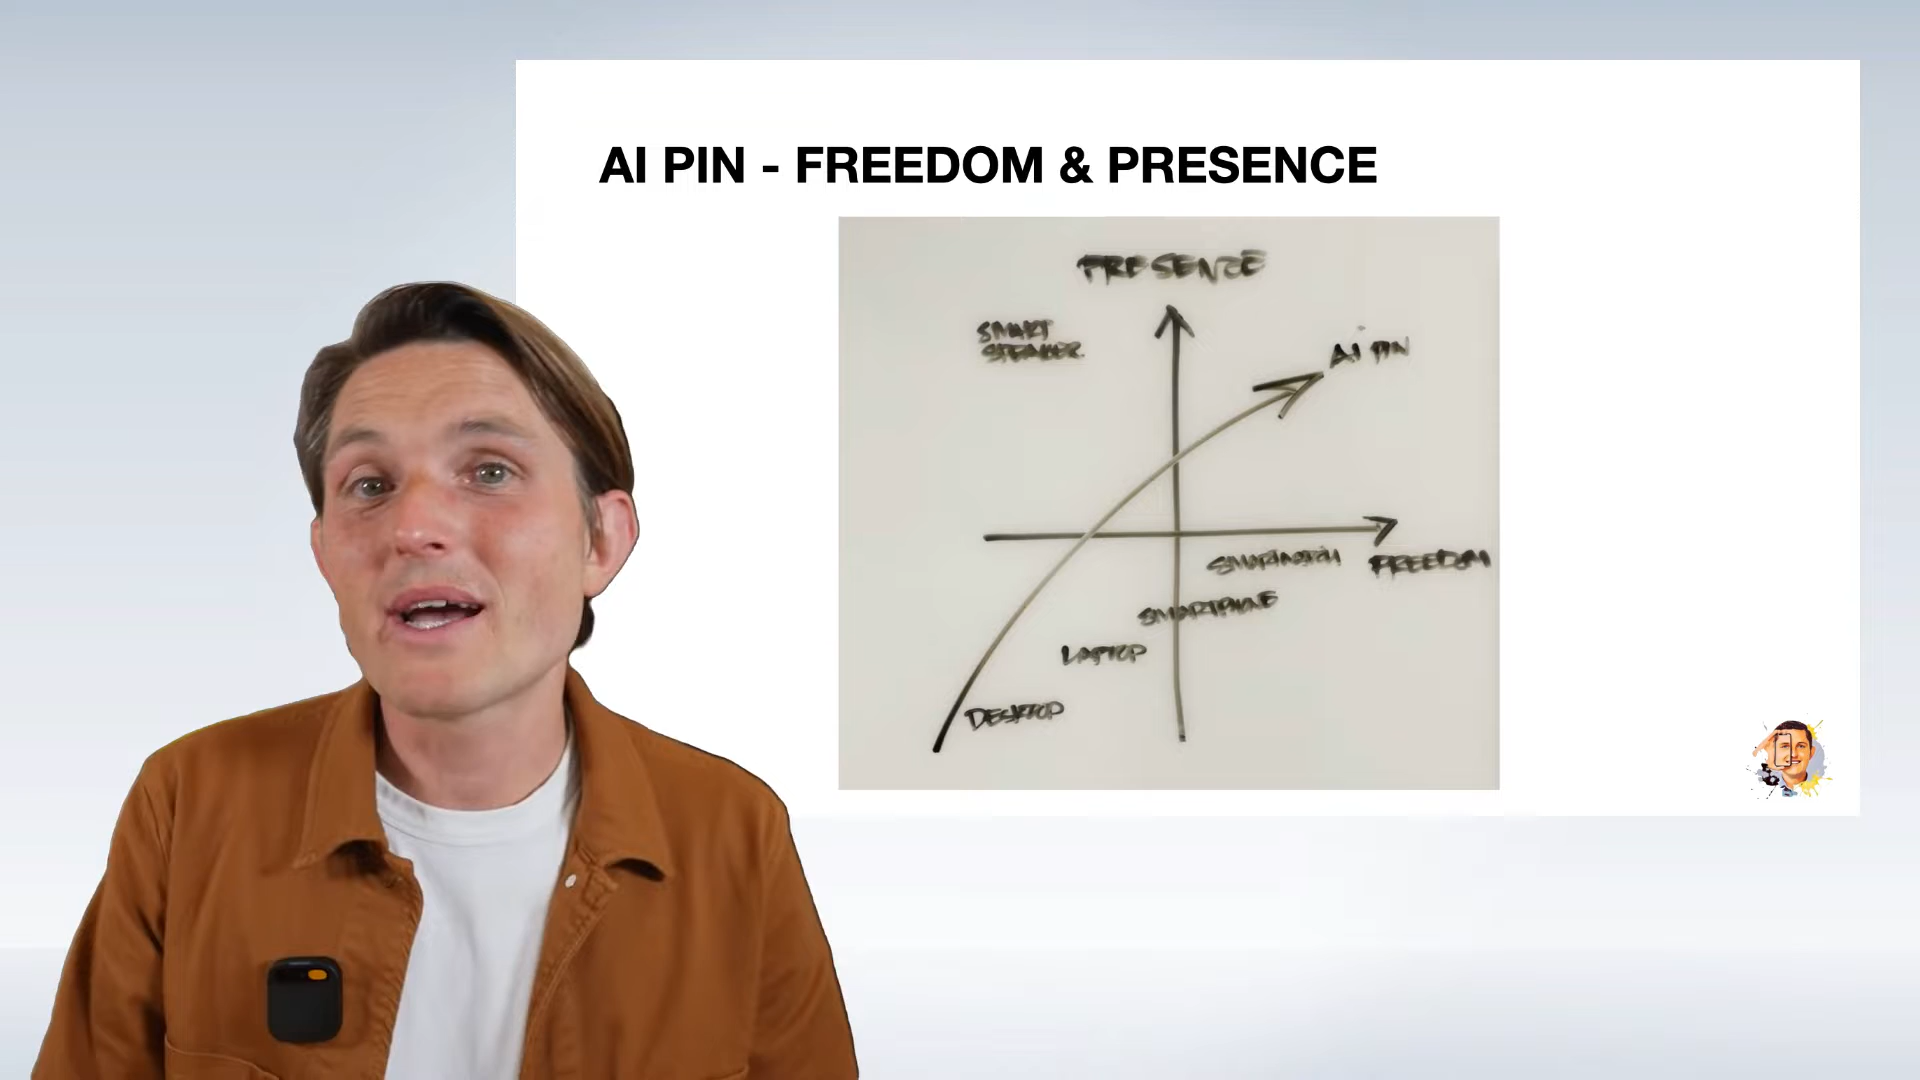 AI PIN - FREEDOM & PRESENCE
PRESENCE
SMART
SPEAKER
AI PIN
SMARTWATCH
FREEDOM
SMARTPHONE
LAPTOP
DESKTOP